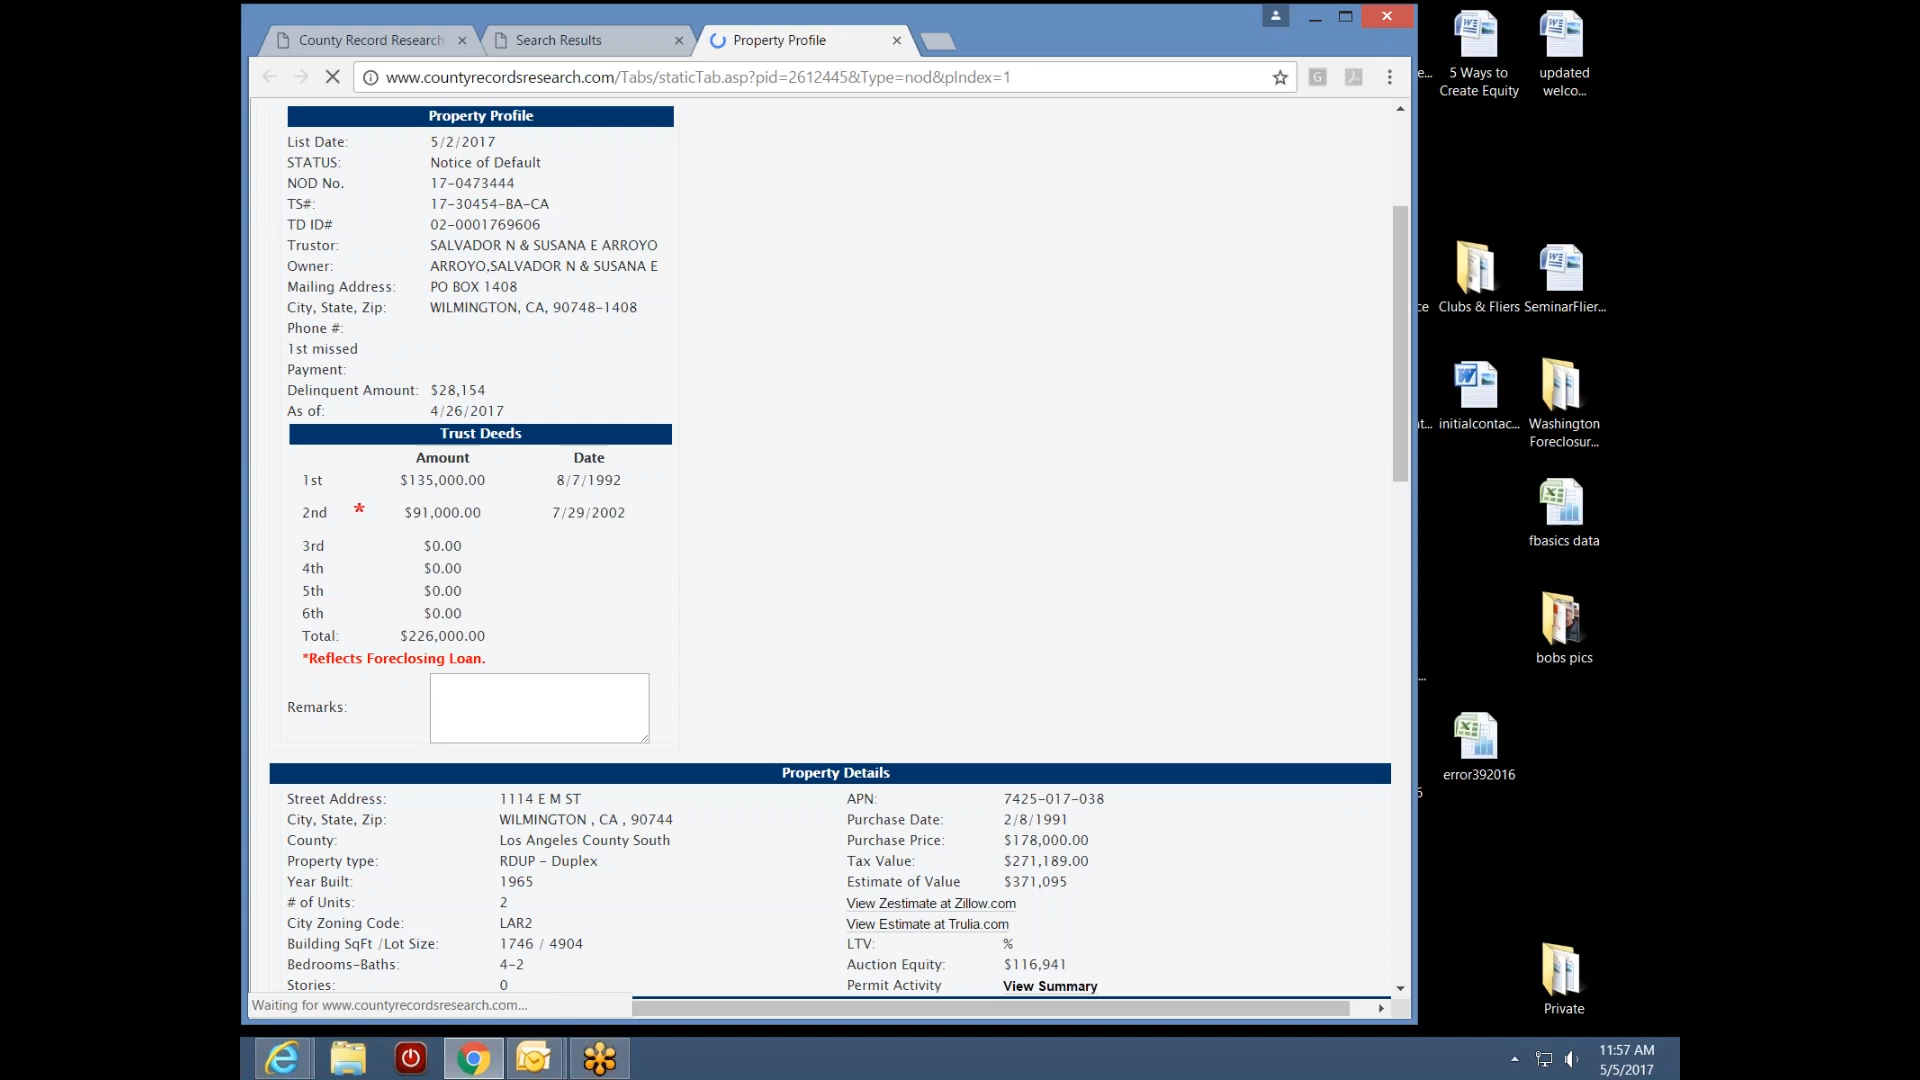 County Record Research
Search Results
Property Profile
www.countyrecordsresearch.com/Tabs/staticTab.asp?pid=2612445&Type=nod&pIndex=1
Property Profile
List Date: 5/2/2017
STATUS: Notice of Default
NOD No. 17-0473444
TS#: 17-30454-BA-CA
TD ID# 02-0001769606
Trustor: SALVADOR N & SUSANA E ARROYO
Owner: ARROYO,SALVADOR N & SUSANA E
Mailing Address: PO BOX 1408
City, State, Zip: WILMINGTON, CA, 90748-1408
Phone #:
1st missed
Payment:
Delinquent Amount: $28,154
As of: 4/26/2017
Trust Deeds
Amount Date
1st $135,000.00 8/7/1992
2nd * $91,000.00 7/29/2002
3rd $0.00
4th $0.00
5th $0.00
6th $0.00
Total: $226,000.00
*Reflects Foreclosing Loan.
Remarks:
Property Details
Street Address: 1114 E M ST APN: 7425-017-038
City, State, Zip: WILMINGTON , CA , 90744 Purchase Date: 2/8/1991
County: Los Angeles County South Purchase Price: $178,000.00
Property type: RDUP - Duplex Tax Value: $271,189.00
Year Built: 1965 Estimate of Value $371,095
# of Units: 2 View Zestimate at Zillow.com
City Zoning Code: LAR2 View Estimate at Trulia.com
Building SqFt /Lot Size: 1746 / 4904 LTV: %
Bedrooms-Baths: 4-2 Auction Equity: $116,941
Stories: 0 Permit Activity View Summary
Waiting for www.countyrecordsresearch.com...
5 Ways to
Create Equity
updated
welco...
Clubs & Fliers
SeminarFlier...
initialcontac...
Washington
Foreclosur...
fbasics data
bobs pics
error392016
Private
11:57 AM
5/5/2017